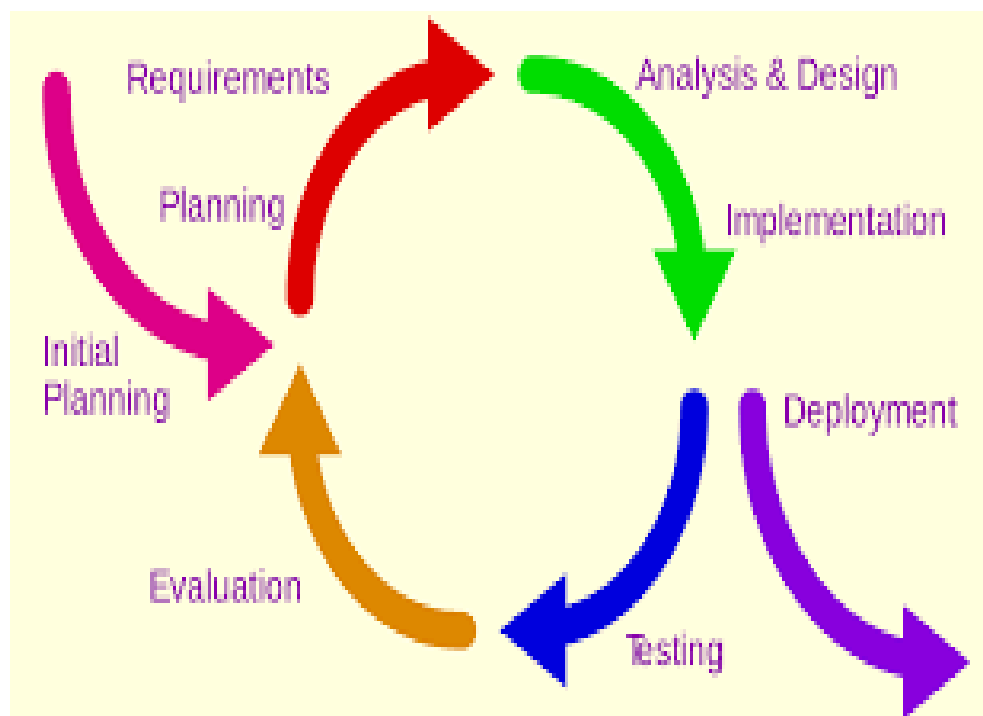 Requirements
Analysis & Design
Planning
Implementation
Initial
Planning
Deployment
Evaluation
Testing